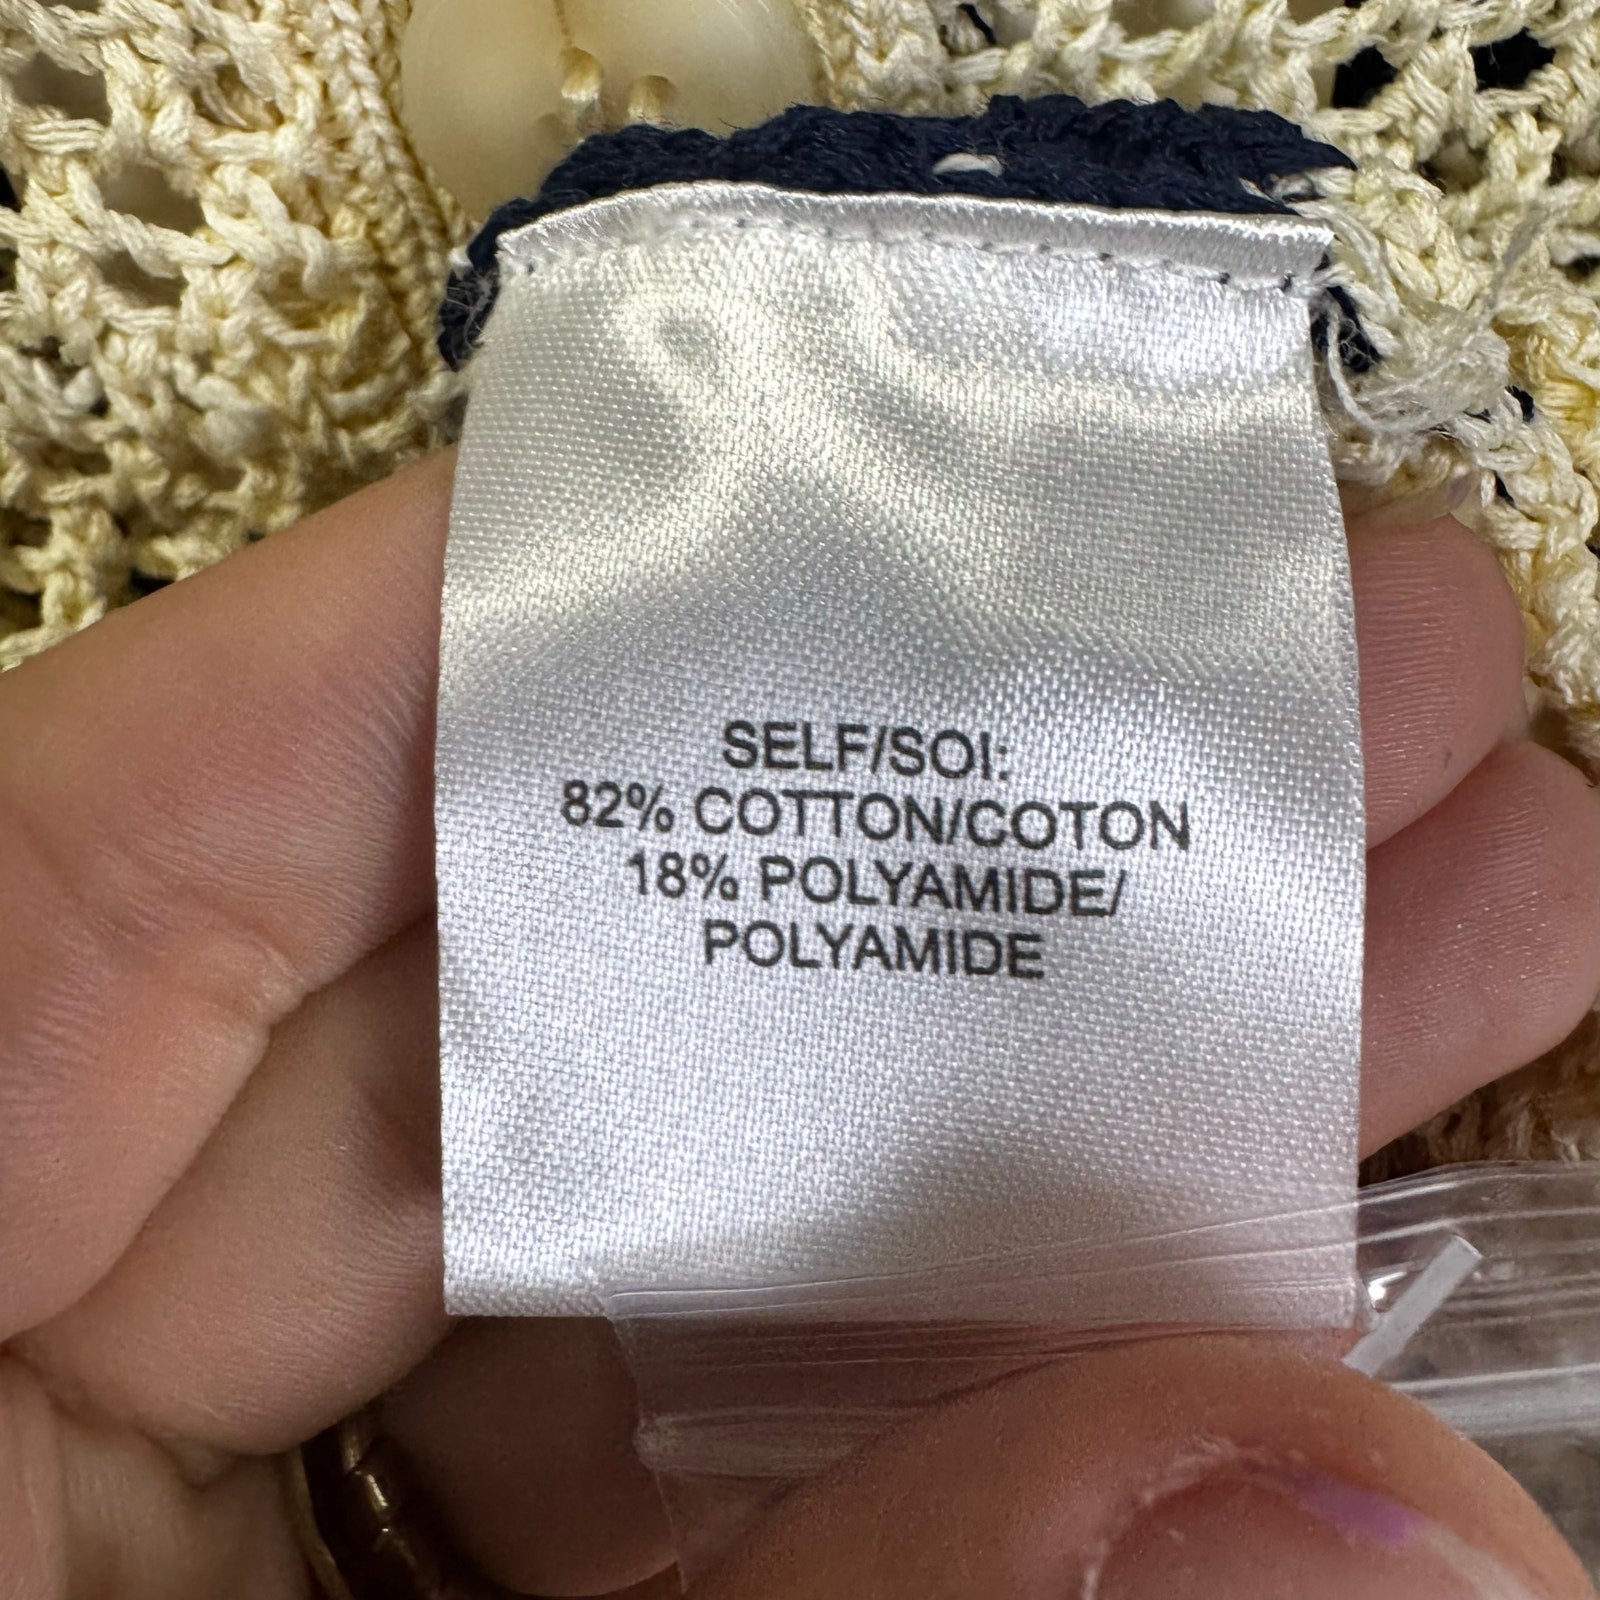 SELF/SOI:
82% COTTON/COTON
18% POLYAMIDE/
POLYAMIDE